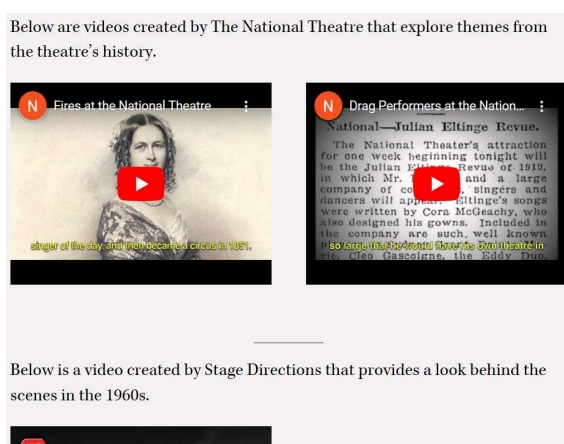 Below are videos created by The National Theatre that explore themes from
the theatre's history.
N Fires at the National Theatre
singer of the day, and then became a circus in 1851.
N Drag Performers at the Nation...
National—Julian Eltinge Revue.
The National Theater's attraction
for one week beginning tonight will
be the Julian Eltinge Revue of 1919,
in which Mr. and a large
company of singers and
dancers will Eltinge's songs
were written by Cora McGeachy, who
also designed his gowns. Included in
the company are such well known
so large that he would have his own theatre in
Cleo Gascoigne, the Eddy Duo,
Below is a video created by Stage Directions that provides a look behind the
scenes in the 1960s.